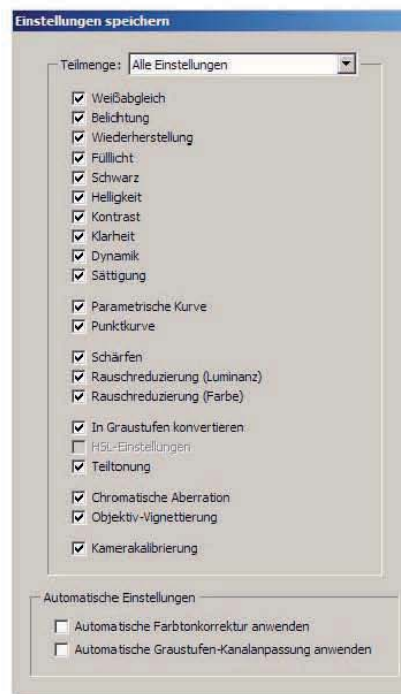 Einstellungen speichern
Teilmenge: Alle Einstellungen
Weißabgleich
Belichtung
Wiederherstellung
Fülllicht
Schwarz
Helligkeit
Kontrast
Klarheit
Dynamik
Sättigung
Parametrische Kurve
Punktkurve
Schärfen
Rauschreduzierung (Luminanz)
Rauschreduzierung (Farbe)
In Graustufen konvertieren
HSL-Einstellungen
Teiltonung
Chromatische Aberration
Objektiv-Vignettierung
Kamerakalibrierung
Automatische Einstellungen
Automatische Farbtonkorrektur anwenden
Automatische Graustufen-Kanalanpassung anwenden